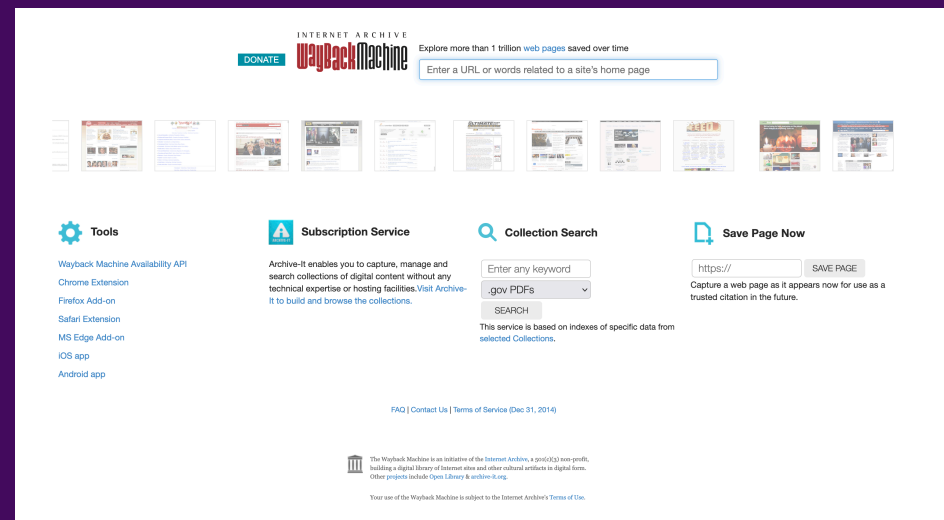 INTERNET ARCHIVE
DONATE
WayBackMachine
Explore more than 1 trillion web pages saved over time
Enter a URL or words related to a site's home page
Tools
Wayback Machine Availability API
Chrome Extension
Firefox Add-on
Safari Extension
MS Edge Add-on
iOS app
Android app
Subscription Service
Archive-It enables you to capture, manage and
search collections of digital content without any
technical expertise or hosting facilities.Visit Archive-
It to build and browse the collections.
Collection Search
Enter any keyword
.gov PDFs
SEARCH
This service is based on indexes of specific data from
selected Collections.
Save Page Now
https://
SAVE PAGE
Capture a web page as it appears now for use as a
trusted citation in the future.
FAQ | Contact Us | Terms of Service (Dec 31, 2014)
The Wayback Machine is an initiative of the Internet Archive, a 501(c)(3) non-profit,
building a digital library of Internet sites and other cultural artifacts in digital form.
Other projects include Open Library & archive-it.org.
Your use of the Wayback Machine is subject to the Internet Archive's Terms of Use.